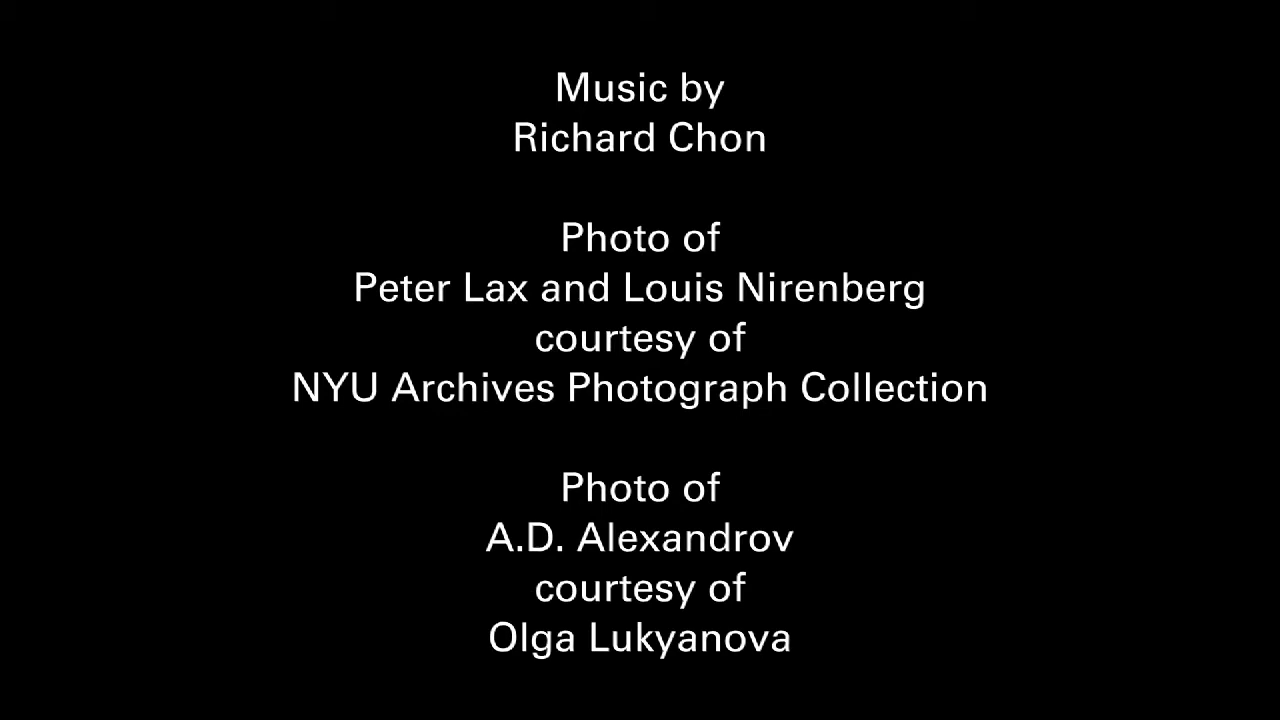 Music by
Richard Chon
Photo of
Peter Lax and Louis Nirenberg
courtesy of
NYU Archives Photograph Collection
Photo of
A.D. Alexandrov
courtesy of
Olga Lukyanova